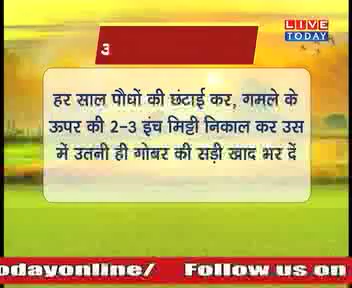 LIVE
TODAY
3
हर साल पौधों की छंटाई कर, गमले के
ऊपर की 2-3 इंच मिट्टी निकाल कर उस
में उतनी ही गोबर की सड़ी खाद भर दें
odayonline/ Follow us on